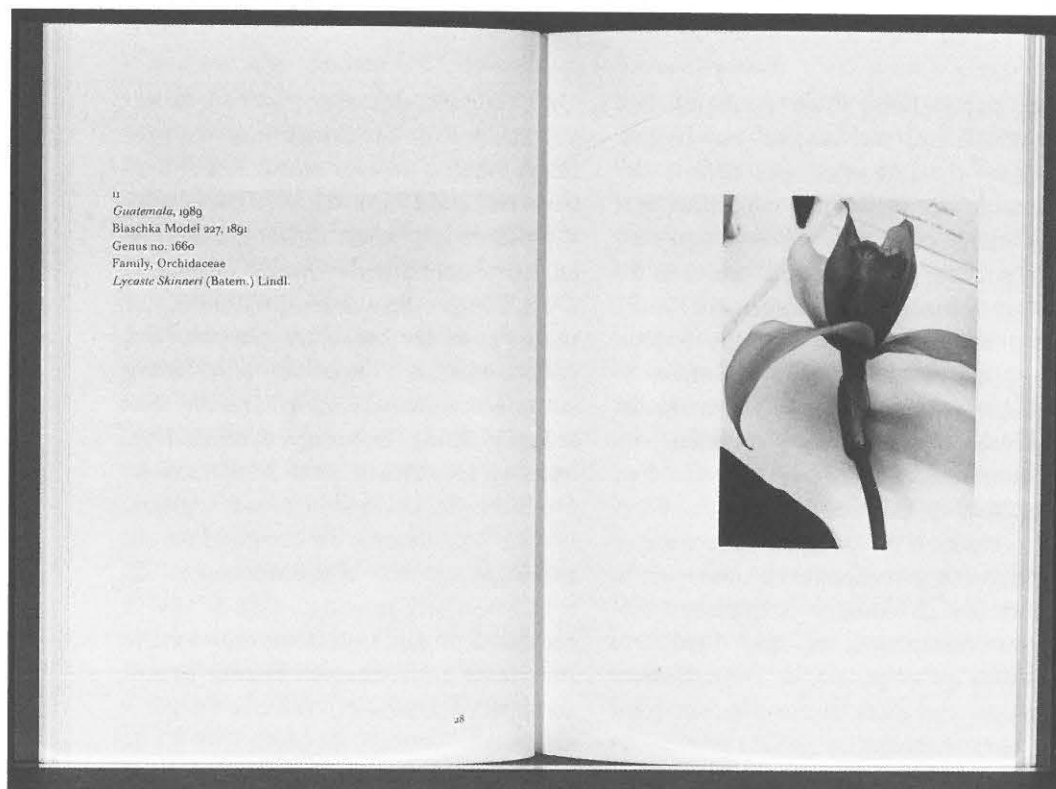 11
Guatemala, 1989
Blaschka Model 227, 1891
Genus no. 1660
Family, Orchidaceae
Lycaste Skinneri (Batem.) Lindl.
28